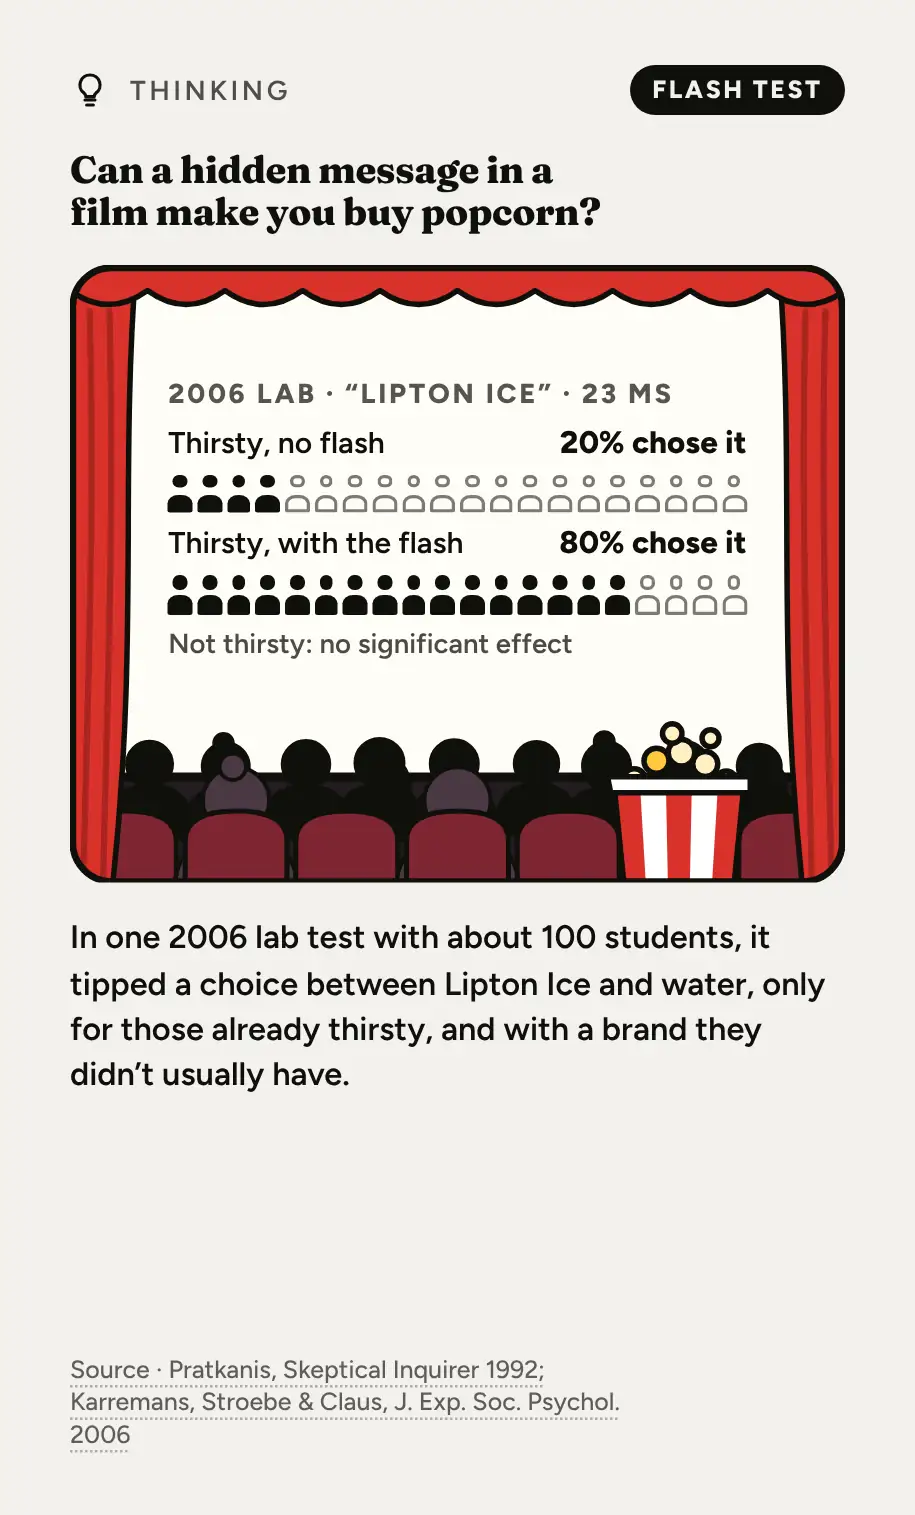 THINKING
FLASH TEST
Can a hidden message in a
film make you buy popcorn?
2006 LAB · “LIPTON ICE” · 23 MS
Thirsty, no flash
20% chose it
Thirsty, with the flash
80% chose it
Not thirsty: no significant effect
In one 2006 lab test with about 100 students, it
tipped a choice between Lipton Ice and water, only
for those already thirsty, and with a brand they
didn’t usually have.
Source · Pratkanis, Skeptical Inquirer 1992;
Karremans, Stroebe & Claus, J. Exp. Soc. Psychol.
2006